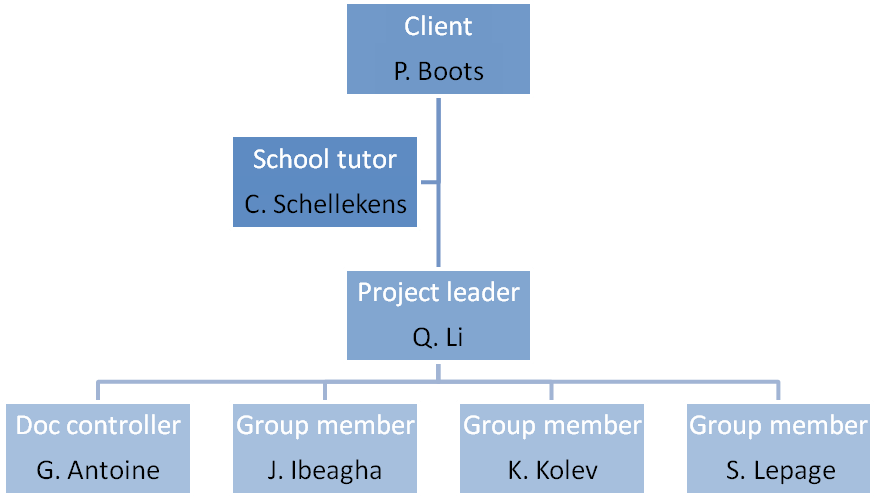 Client
P. Boots
School tutor
C. Schellekens
Project leader
Q. Li
Doc controller
G. Antoine
Group member
J. Ibeagha
Group member
K. Kolev
Group member
S. Lepage